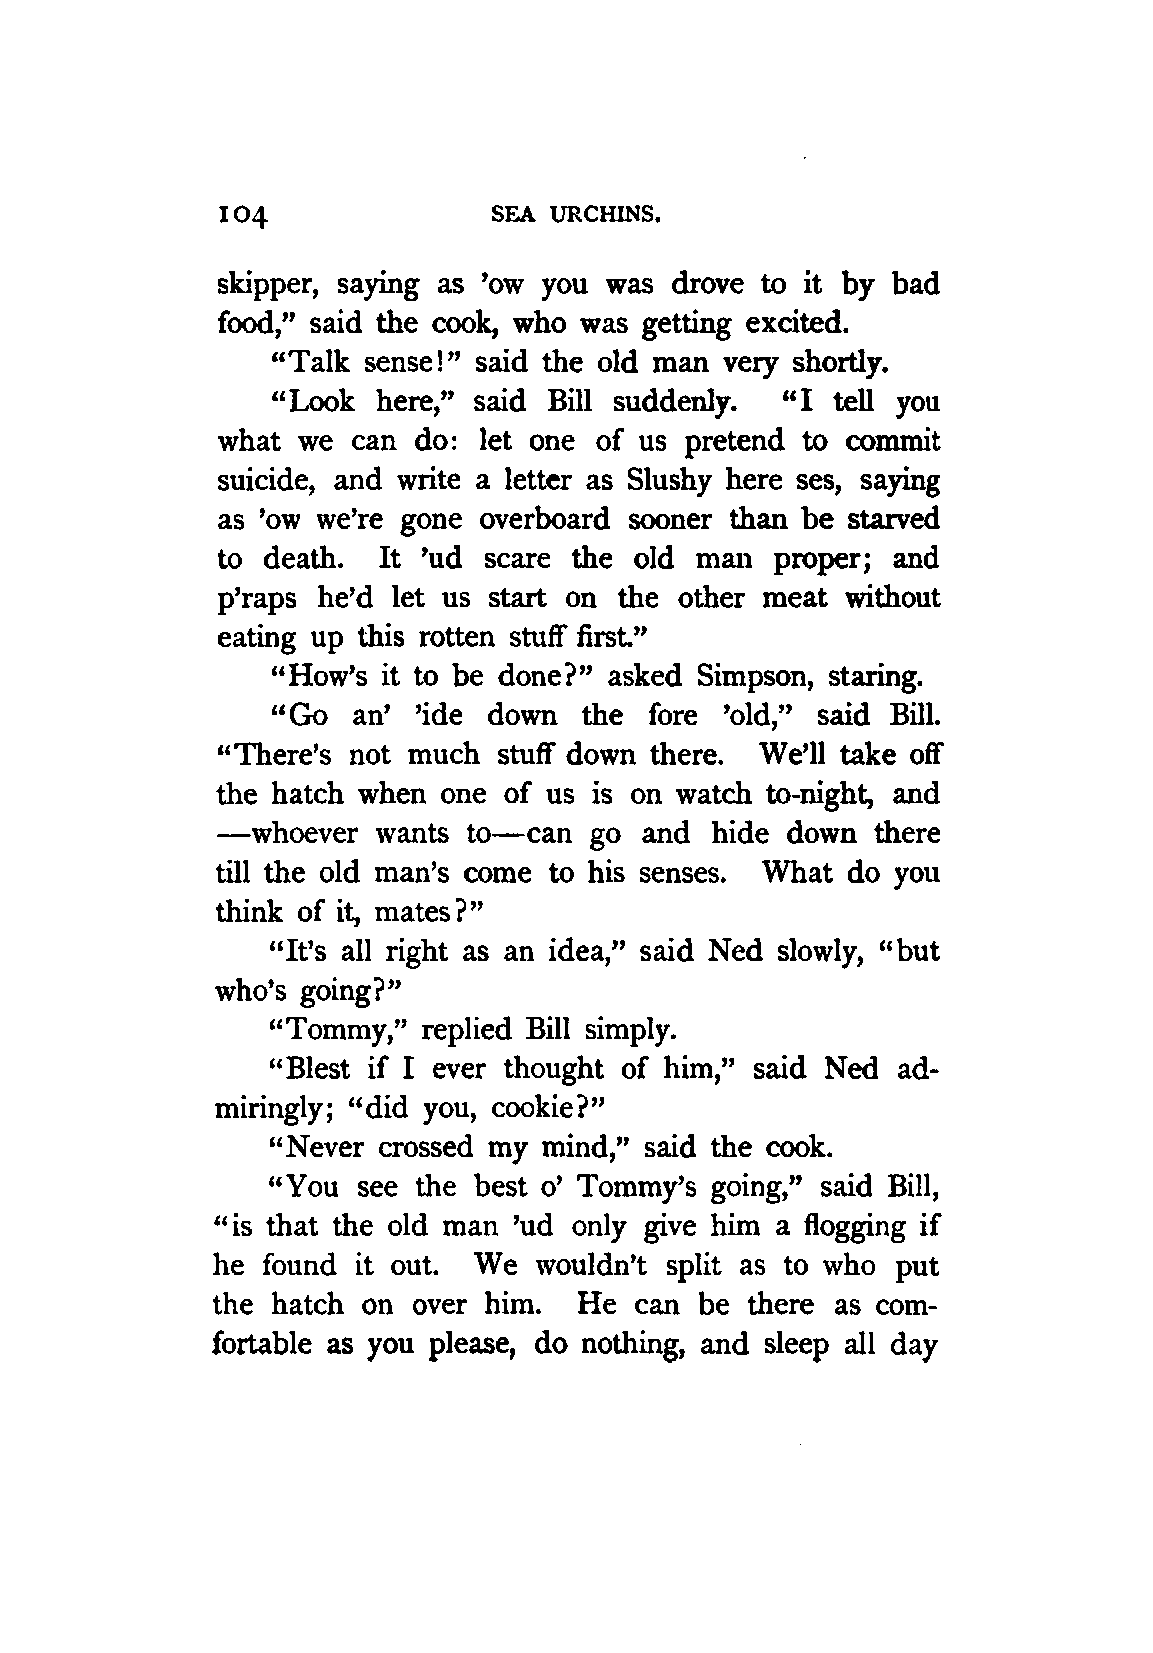 104 SEA URCHINS.
skipper, saying as 'ow you was drove to it by bad
food,” said the cook, who was getting excited.
“Talk sense!” said the old man very shortly.
“Look here,” said Bill suddenly. “I tell you
what we can do: let one of us pretend to commit
suicide, and write a letter as Slushy here ses, saying
as 'ow we're gone overboard sooner than be starved
to death. It 'ud scare the old man proper; and
p'raps he'd let us start on the other meat without
eating up this rotten stuff first.”
“How's it to be done?” asked Simpson, staring.
“Go an' 'ide down the fore 'old,” said Bill.
“There's not much stuff down there. We'll take off
the hatch when one of us is on watch to-night, and
—whoever wants to—can go and hide down there
till the old man's come to his senses. What do you
think of it, mates?”
“It's all right as an idea,” said Ned slowly, “but
who's going?”
“Tommy,” replied Bill simply.
“Blest if I ever thought of him,” said Ned ad-
miringly; “did you, cookie?”
“Never crossed my mind,” said the cook.
“You see the best o' Tommy's going,” said Bill,
“is that the old man 'ud only give him a flogging if
he found it out. We wouldn't split as to who put
the hatch on over him. He can be there as com-
fortable as you please, do nothing, and sleep all day